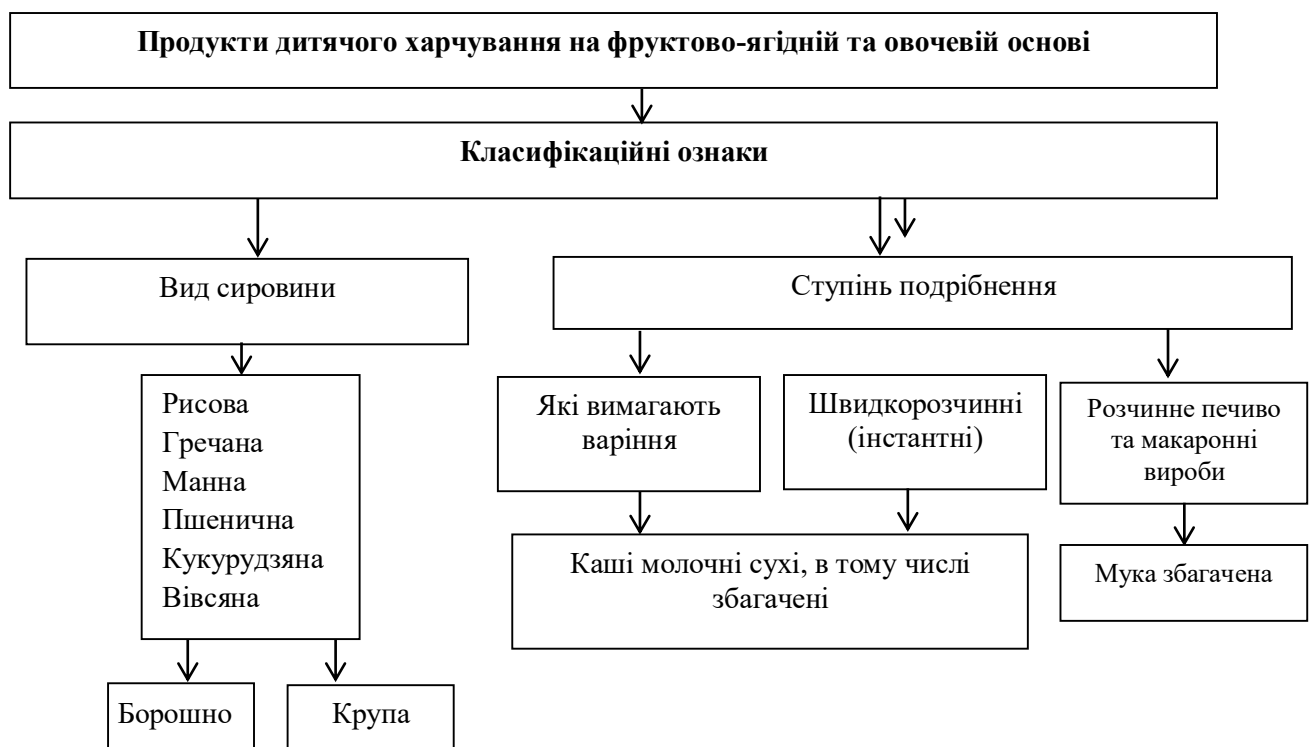 Продукти дитячого харчування на фруктово-ягідній та овочевій основі
Класифікаційні ознаки
Вид сировини
Ступінь подрібнення
Рисова
Гречана
Манна
Пшенична
Кукурудзяна
Вівсяна
Які вимагають
варіння
Швидкорозчинні
(інстантні)
Розчинне печиво
та макаронні
вироби
Каші молочні сухі, в тому числі
збагачені
Мука збагачена
Борошно
Крупа